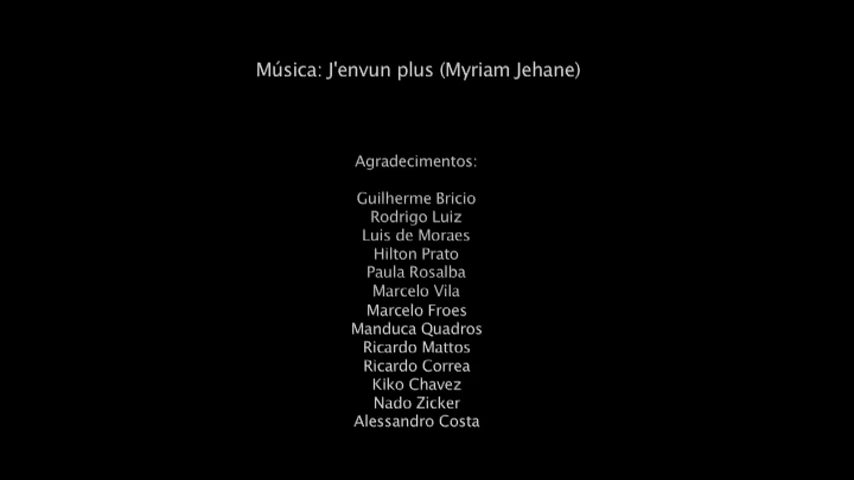 Música: J'envun plus (Myriam Jehane)
Agradecimentos:
Guilherme Bricio
Rodrigo Luiz
Luis de Moraes
Hilton Prato
Paula Rosalba
Marcelo Vila
Marcelo Froes
Manduca Quadros
Ricardo Mattos
Ricardo Correa
Kiko Chavez
Nado Zicker
Alessandro Costa